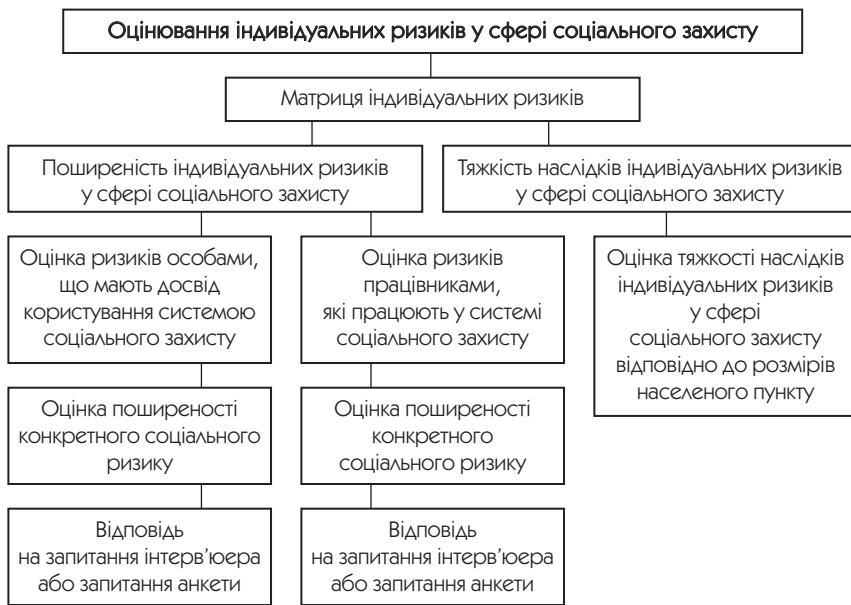 Оцінювання індивідуальних ризиків у сфері соціального захисту
Матриця індивідуальних ризиків
Поширеність індивідуальних ризиків
у сфері соціального захисту
Тяжкість наслідків індивідуальних ризиків
у сфері соціального захисту
Оцінка ризиків особами,
що мають досвід
користування системою
соціального захисту
Оцінка ризиків
працівниками,
які працюють у системі
соціального захисту
Оцінка тяжкості наслідків
індивідуальних ризиків
у сфері
соціального захисту
відповідно до розмірів
населеного пункту
Оцінка поширеності
конкретного соціального
ризику
Оцінка поширеності
конкретного
соціального ризику
Відповідь
на запитання інтерв’юера
або запитання анкети
Відповідь
на запитання інтерв’юера
або запитання анкети